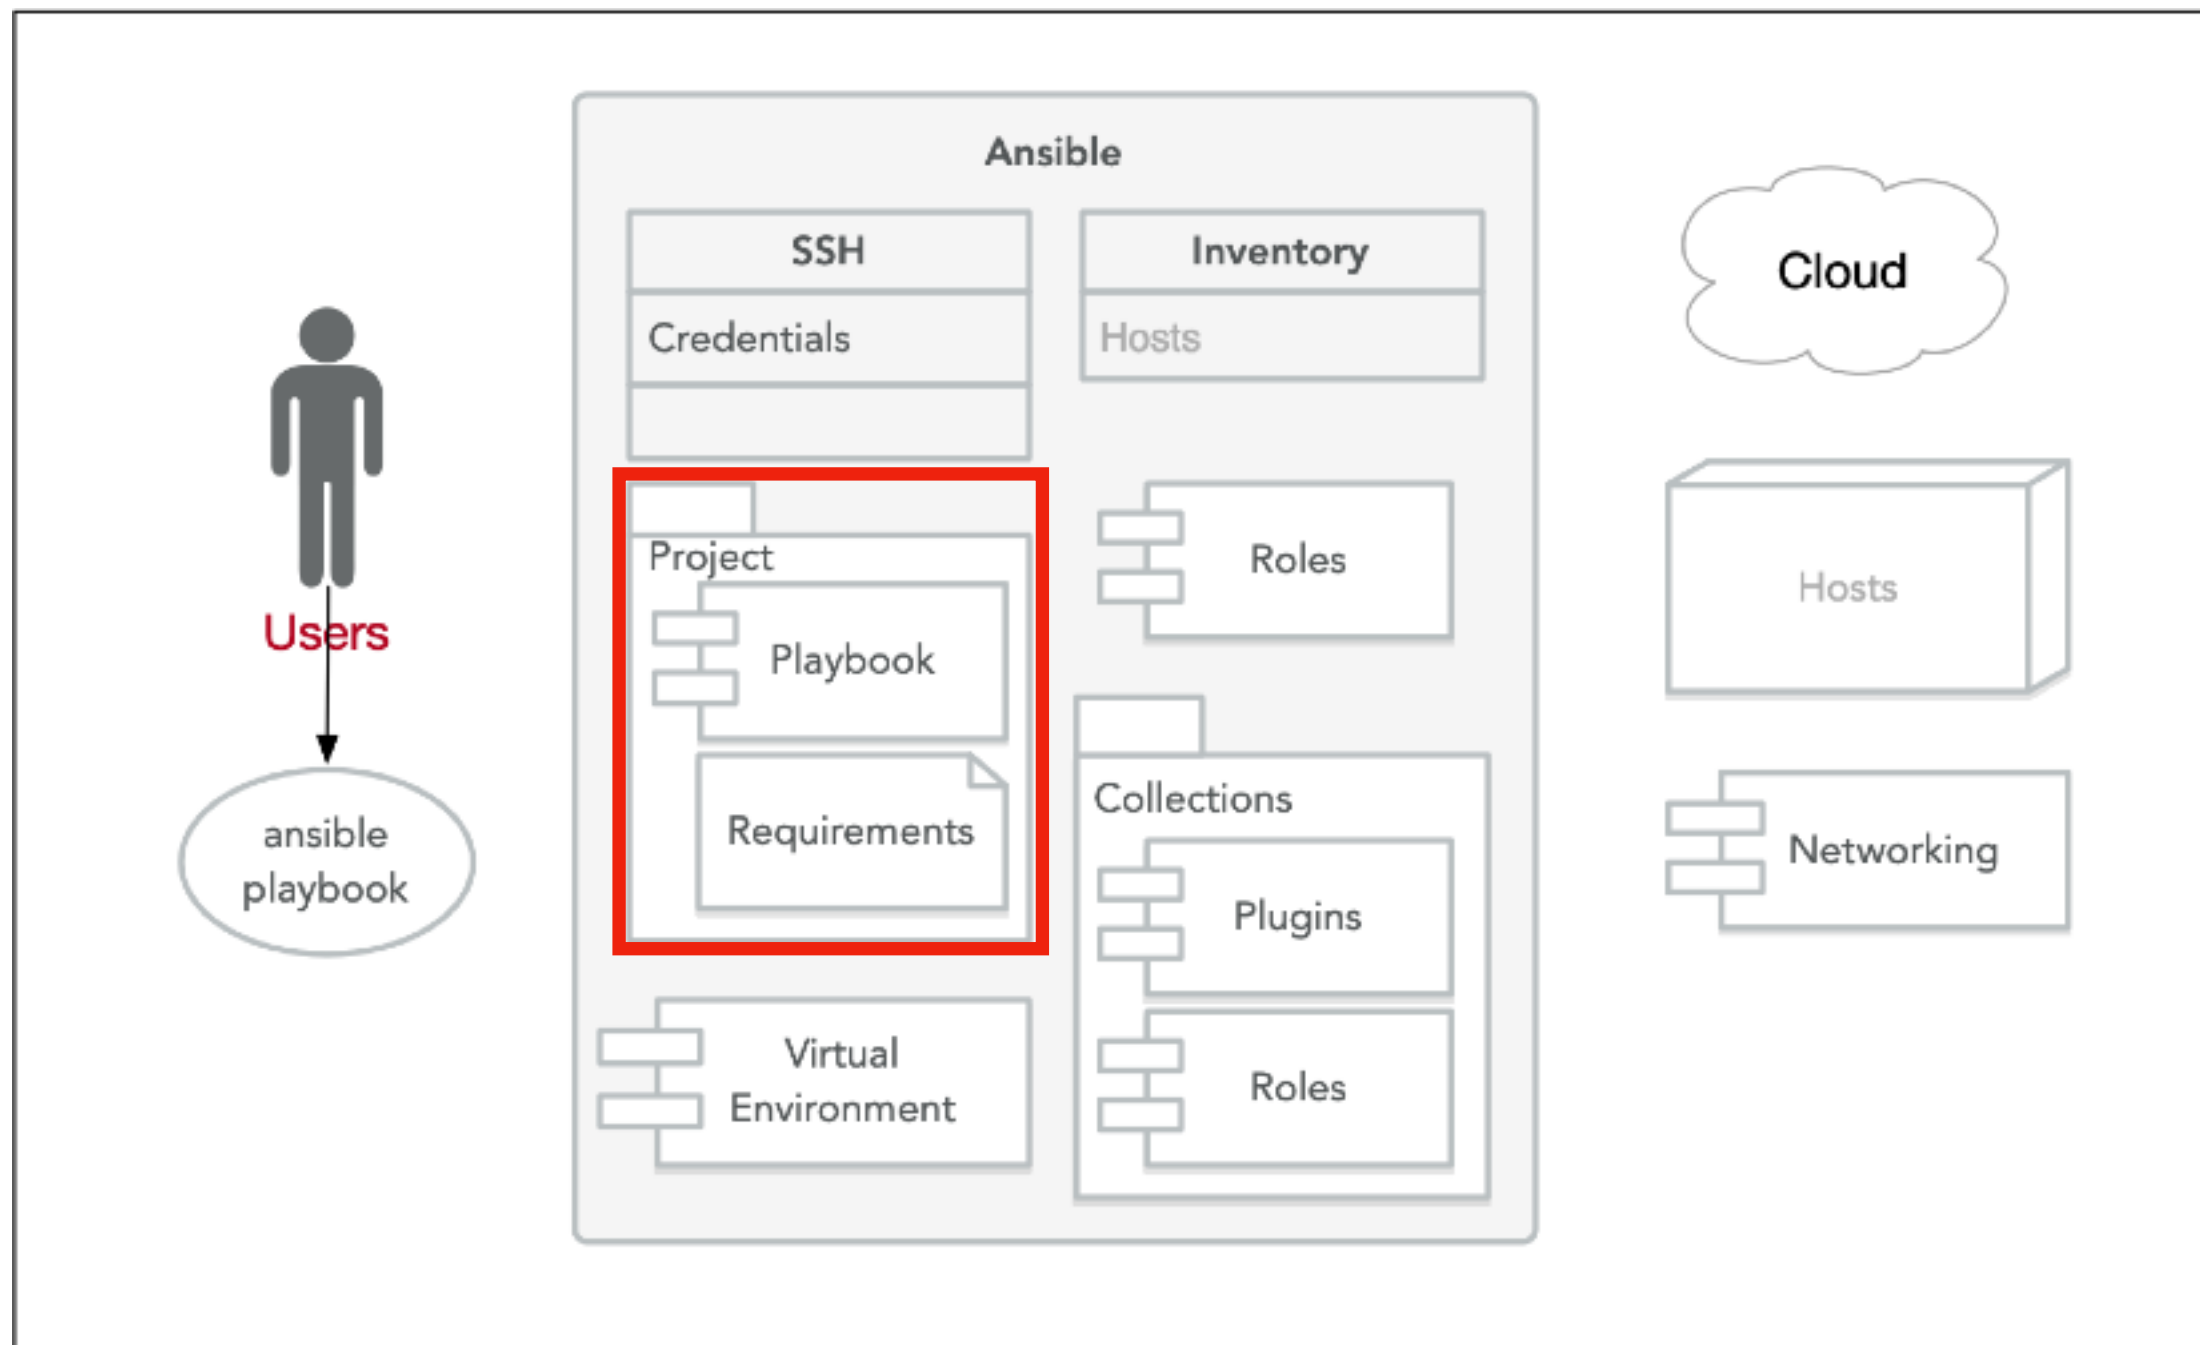 Ansible
SSH
Credentials
Inventory
Hosts
Cloud
Users
ansible
playbook
Project
Playbook
Requirements
Roles
Hosts
Collections
Plugins
Roles
Networking
Virtual
Environment